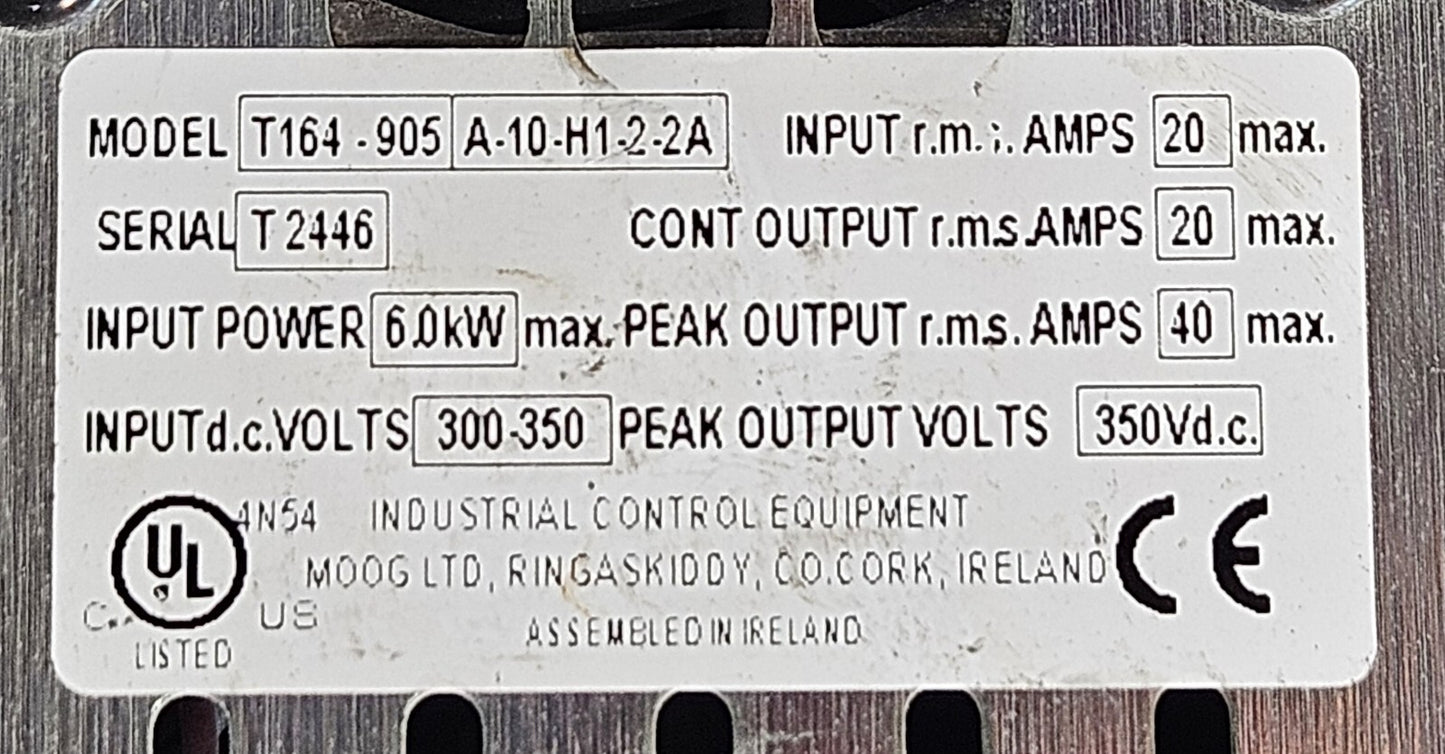 MODEL T164-905 A-10-H1-2-2A INPUT r.m.s. AMPS 20 max.
SERIAL T 2446 CONT OUTPUT r.m.s. AMPS 20 max.
INPUT POWER 6.0kW max. PEAK OUTPUT r.m.s. AMPS 40 max.
INPUT d.c. VOLTS 300-350 PEAK OUTPUT VOLTS 350Vd.c.
4N54 INDUSTRIAL CONTROL EQUIPMENT
UL
MOOG LTD, RINGASKIDDY, CO.CORK, IRELAND
CE
C US
ASSEMBLED IN IRELAND
LISTED